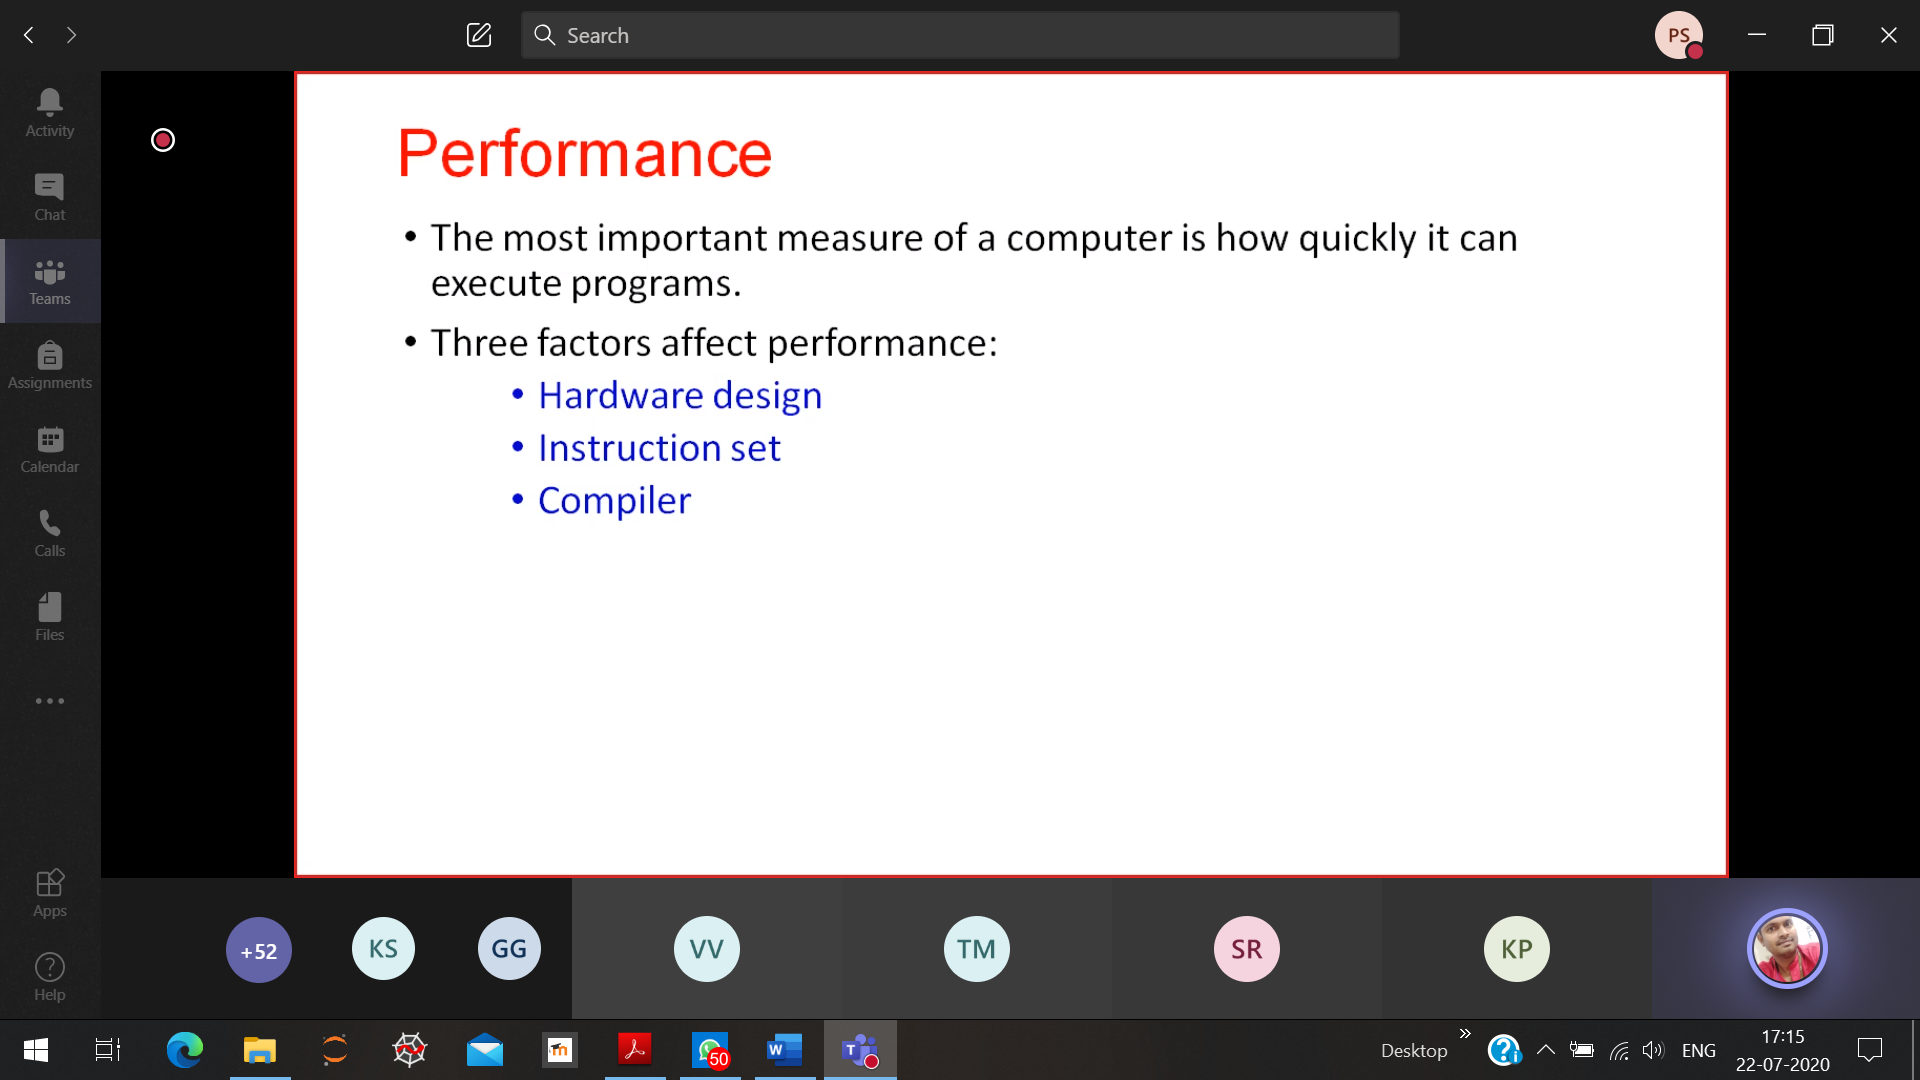 Search
PS
Activity
Chat
Teams
Assignments
Calendar
Calls
Files
Apps
Help
Performance
• The most important measure of a computer is how quickly it can
execute programs.
• Three factors affect performance:
• Hardware design
• Instruction set
• Compiler
+52
KS
GG
VV
TM
SR
KP
50
Desktop
ENG
17:15
22-07-2020